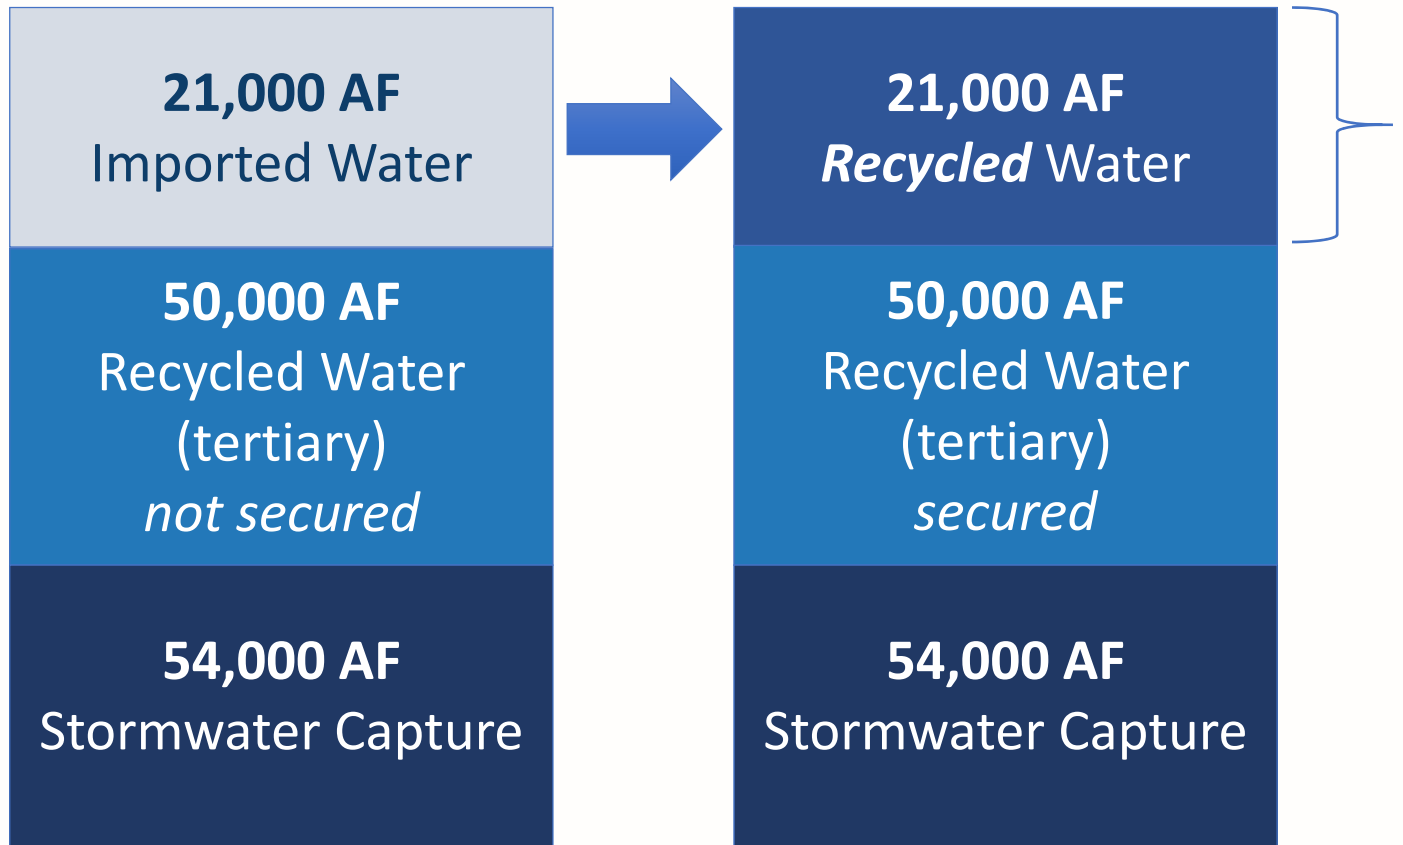 21,000 AF
Imported Water
50,000 AF
Recycled Water
(tertiary)
not secured
54,000 AF
Stormwater Capture
21,000 AF
Recycled Water
50,000 AF
Recycled Water
(tertiary)
secured
54,000 AF
Stormwater Capture